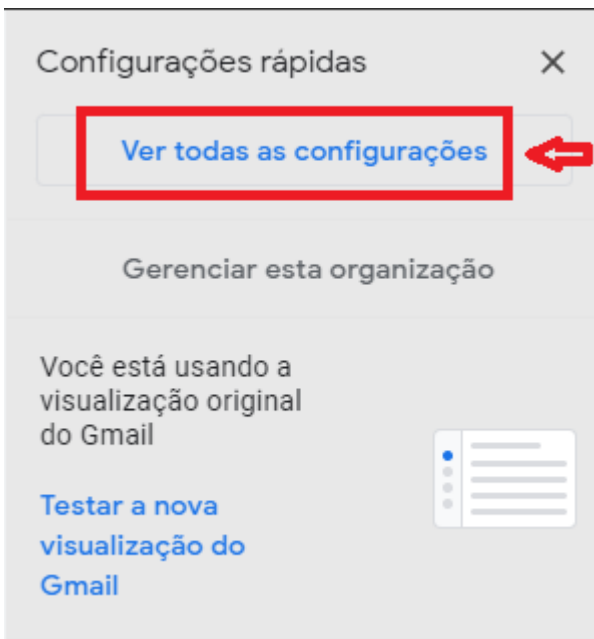 Configurações rápidas
Ver todas as configurações
Gerenciar esta organização
Você está usando a
visualização original
do Gmail
Testar a nova
visualização do
Gmail